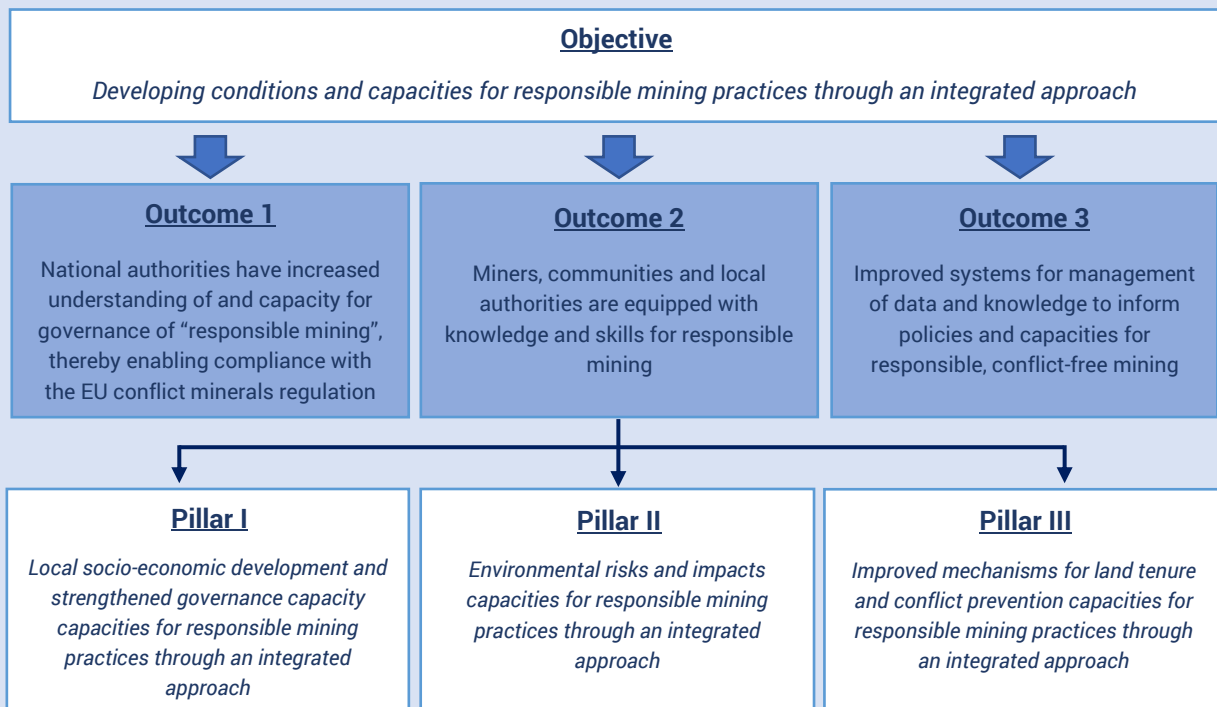 Objective
Developing conditions and capacities for responsible mining practices through an integrated approach
Outcome 1
National authorities have increased
understanding of and capacity for
governance of “responsible mining”,
thereby enabling compliance with
the EU conflict minerals regulation
Outcome 2
Miners, communities and local
authorities are equipped with
knowledge and skills for responsible
mining
Outcome 3
Improved systems for management
of data and knowledge to inform
policies and capacities for
responsible, conflict-free mining
Pillar I
Local socio-economic development and
strengthened governance capacity
capacities for responsible mining
practices through an integrated
approach
Pillar II
Environmental risks and impacts
capacities for responsible mining
practices through an integrated
approach
Pillar III
Improved mechanisms for land tenure
and conflict prevention capacities for
responsible mining practices through
an integrated approach